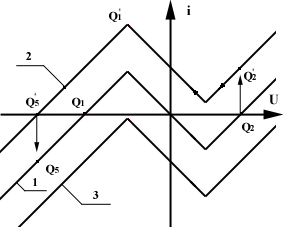 Q₁' i
2
Q₅' Q₁ Q₂' U
Q₅ Q₂
1 3